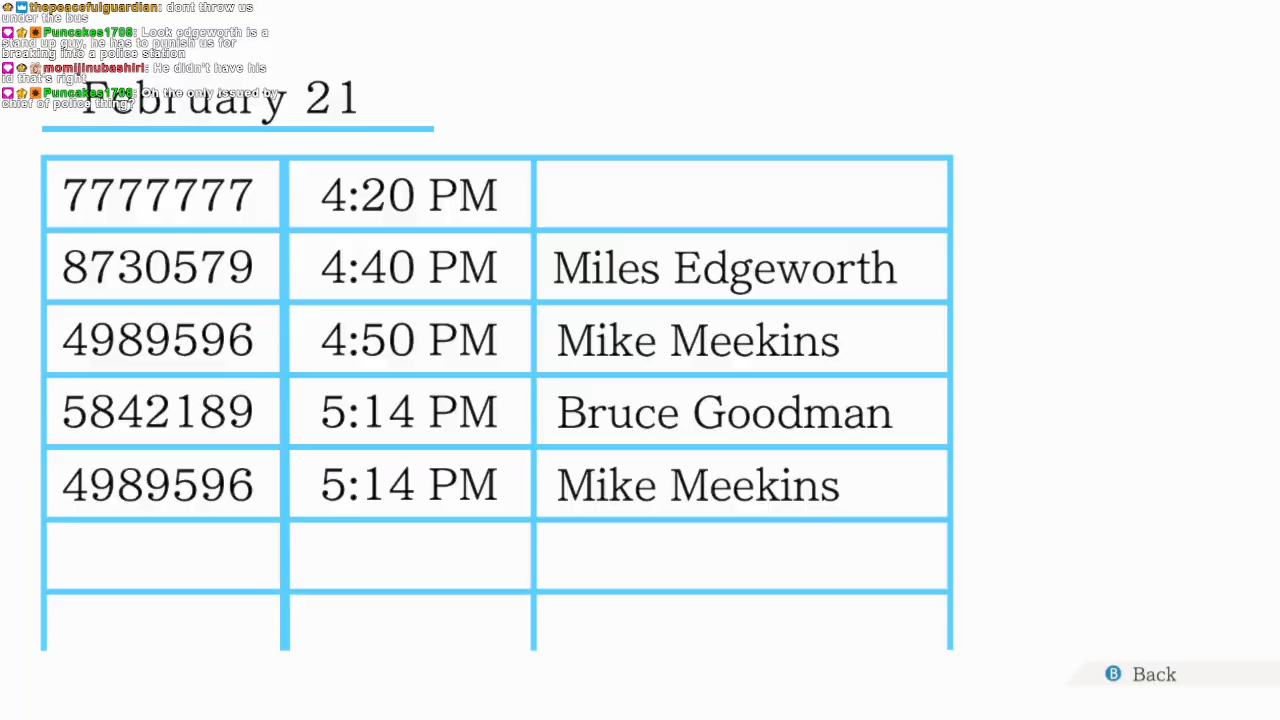 thepeacefulguardian: dont throw us
under the bus
Puncakes1708: Look edgeworth is a
stand up guy, he has to punish us for
breaking into a police station
momijinubashiri: He didn't have his
id that's right
Puncakes1708: Oh the only issued by
chief of police thing?
February 21
7777777 4:20 PM
8730579 4:40 PM Miles Edgeworth
4989596 4:50 PM Mike Meekins
5842189 5:14 PM Bruce Goodman
4989596 5:14 PM Mike Meekins
B Back